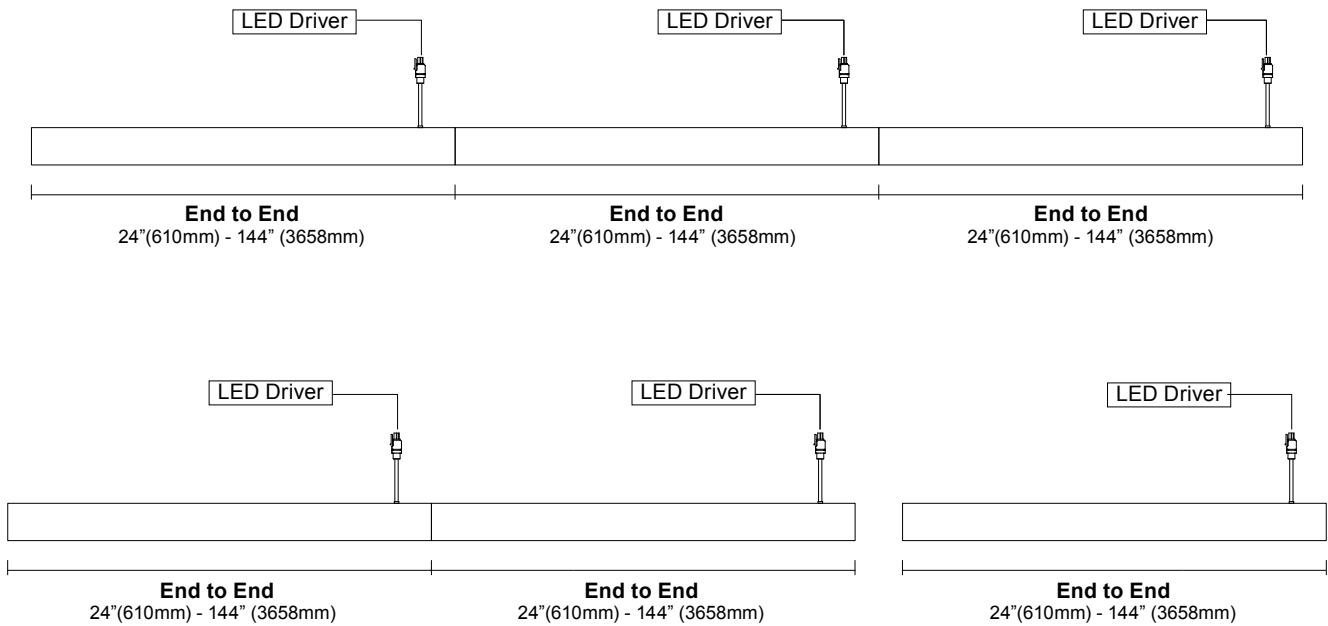 LED Driver
LED Driver
LED Driver
End to End
24”(610mm) - 144” (3658mm)
End to End
24”(610mm) - 144” (3658mm)
End to End
24”(610mm) - 144” (3658mm)
LED Driver
LED Driver
LED Driver
End to End
24”(610mm) - 144” (3658mm)
End to End
24”(610mm) - 144” (3658mm)
End to End
24”(610mm) - 144” (3658mm)